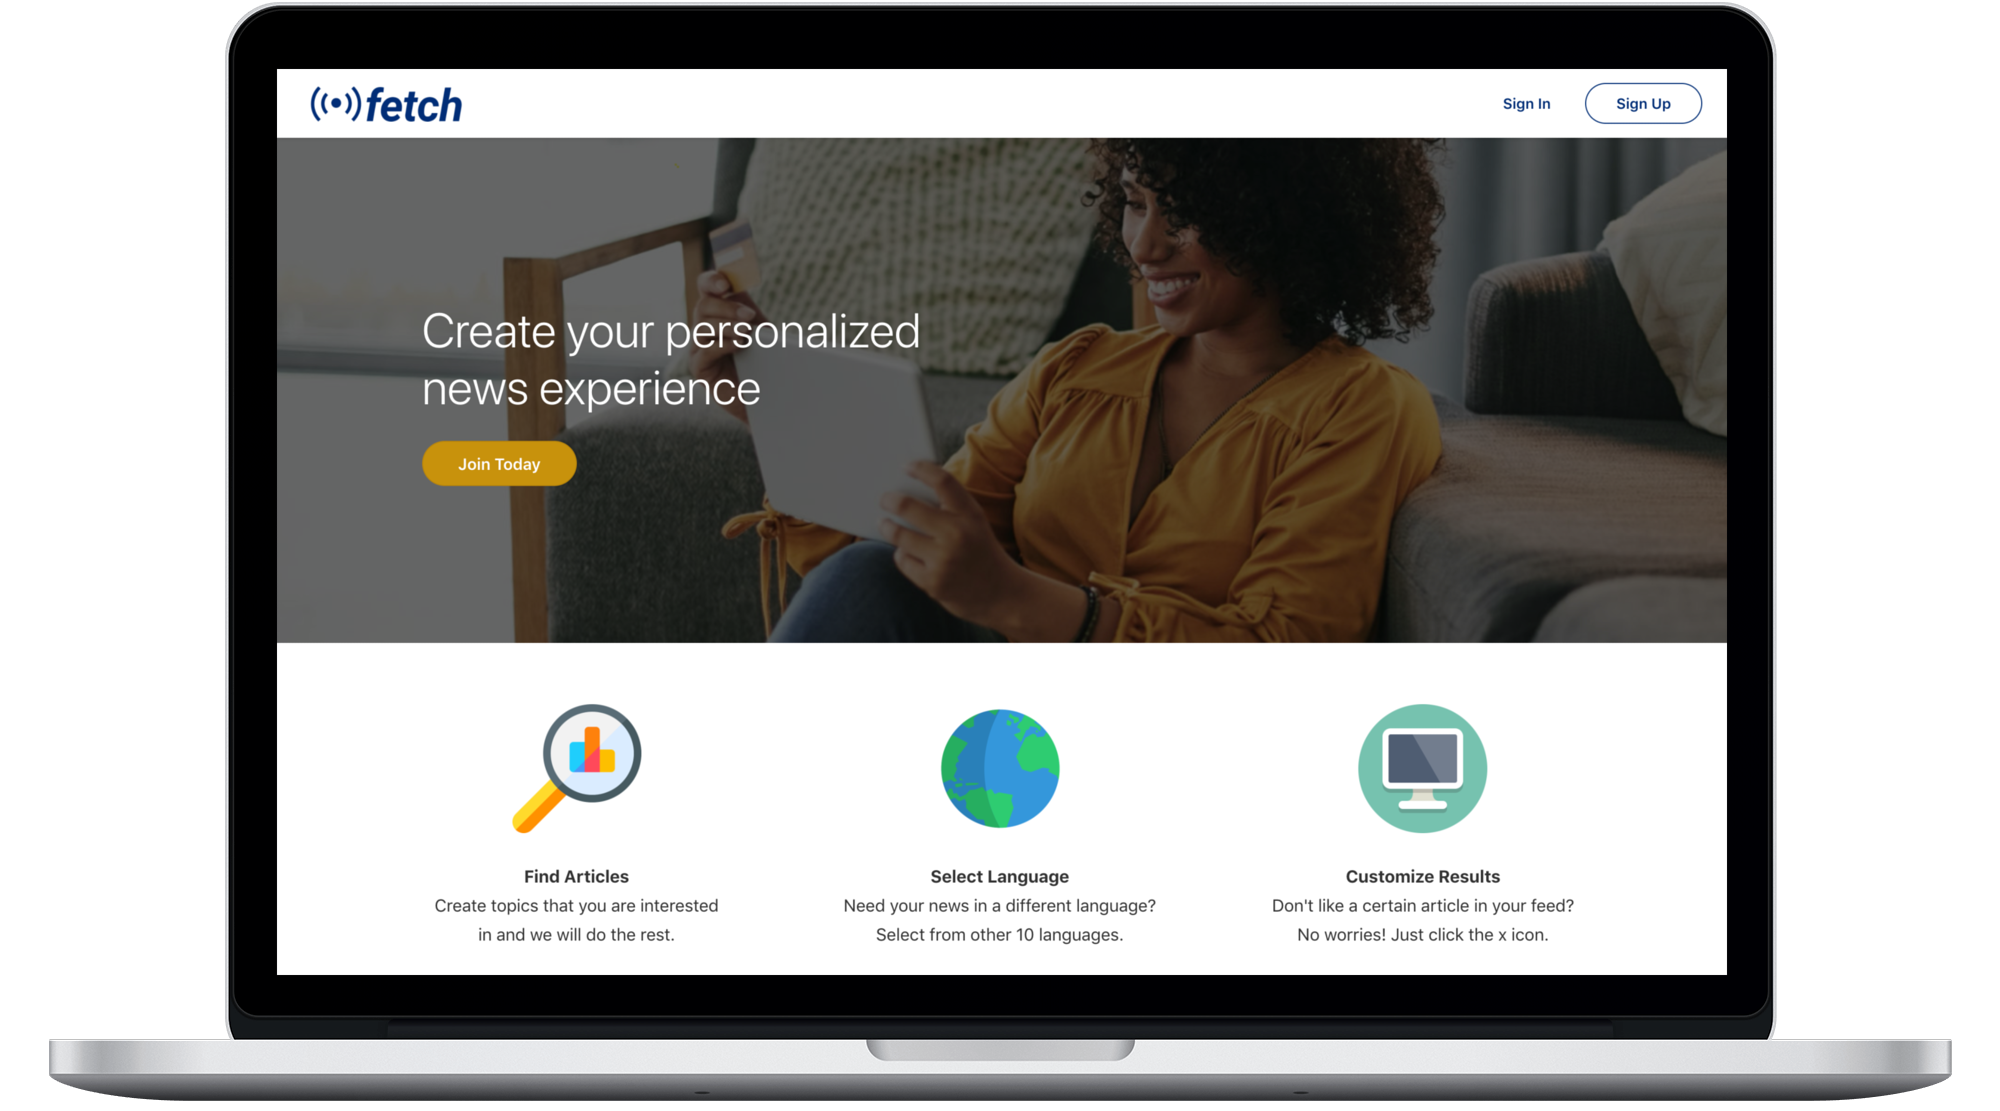 fetch
Sign In
Sign Up
Create your personalized
news experience
Join Today
Find Articles
Create topics that you are interested
in and we will do the rest.
Select Language
Need your news in a different language?
Select from other 10 languages.
Customize Results
Don't like a certain article in your feed?
No worries! Just click the x icon.